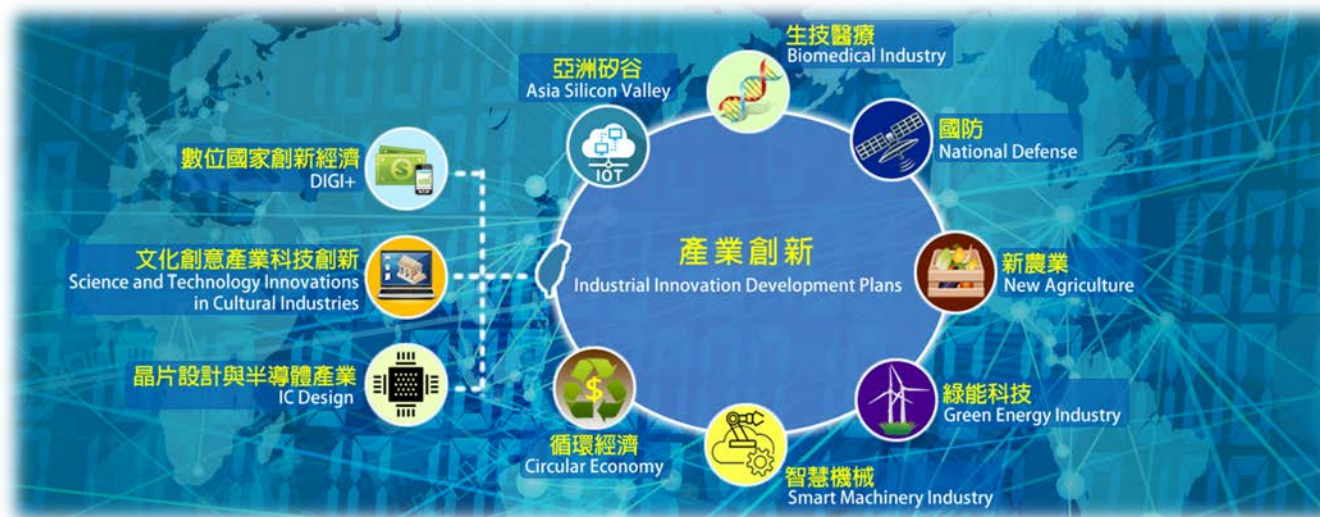 生技醫療
Biomedical Industry
亞洲矽谷
Asia Silicon Valley
IOT
國防
National Defense
數位國家創新經濟
DIGI+
文化創意產業科技創新
Science and Technology Innovations
in Cultural Industries
產業創新
Industrial Innovation Development Plans
新農業
New Agriculture
晶片設計與半導體產業
IC Design
綠能科技
Green Energy Industry
循環經濟
Circular Economy
智慧機械
Smart Machinery Industry